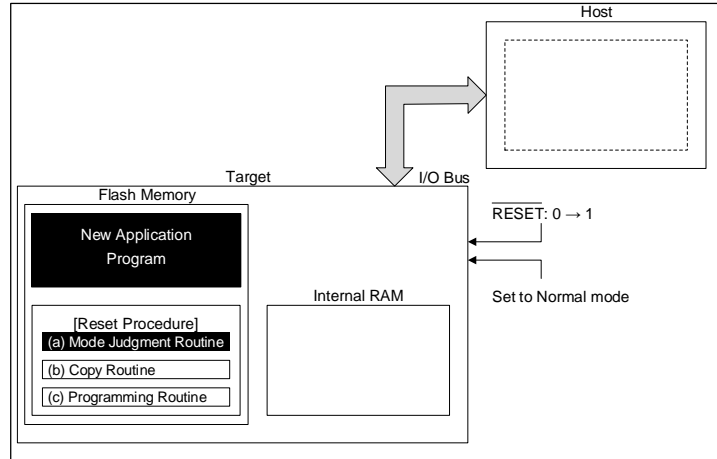 Host
Target
I/O Bus
Flash Memory
RESET: 0 → 1
New Application
Program
Internal RAM
Set to Normal mode
[Reset Procedure]
(a) Mode Judgment Routine
(b) Copy Routine
(c) Programming Routine